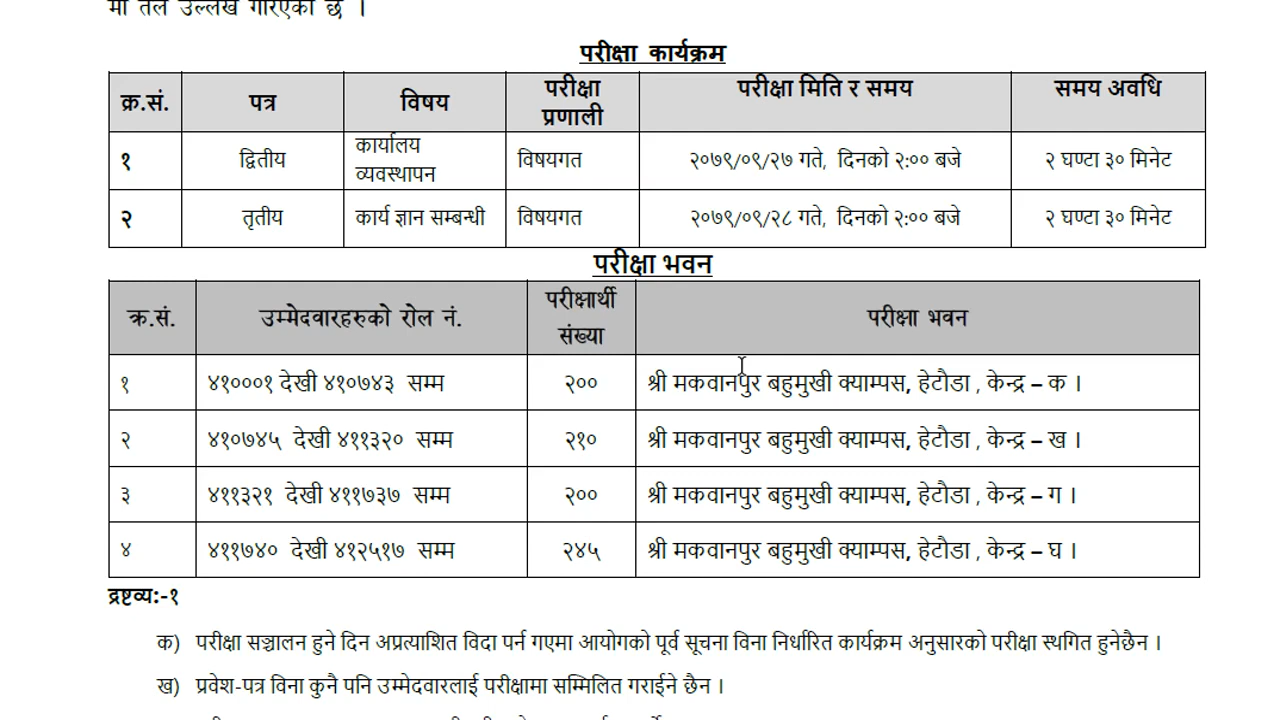 मा तल उल्लेख गरिएको छ ।
परीक्षा कार्यक्रम
क्र.सं. पत्र विषय परीक्षा प्रणाली परीक्षा मिति र समय समय अवधि
१ द्वितीय कार्यालय व्यवस्थापन विषयगत २०७९/०९/२७ गते, दिनको २:०० बजे २ घण्टा ३० मिनेट
२ तृतीय कार्य ज्ञान सम्बन्धी विषयगत २०७९/०९/२८ गते, दिनको २:०० बजे २ घण्टा ३० मिनेट
परीक्षा भवन
क्र.सं. उम्मेदवारहरुको रोल नं. परीक्षार्थी संख्या परीक्षा भवन
१ ४१०००१ देखी ४१०७४३ सम्म २०० श्री मकवानपुर बहुमुखी क्याम्पस, हेटौडा , केन्द्र – क ।
२ ४१०७४५ देखी ४११३२० सम्म २१० श्री मकवानपुर बहुमुखी क्याम्पस, हेटौडा , केन्द्र – ख ।
३ ४११३२१ देखी ४११७३७ सम्म २०० श्री मकवानपुर बहुमुखी क्याम्पस, हेटौडा , केन्द्र – ग ।
४ ४११७४० देखी ४१२५१७ सम्म २४५ श्री मकवानपुर बहुमुखी क्याम्पस, हेटौडा , केन्द्र – घ ।
द्रष्टव्य:-१
क) परीक्षा सञ्चालन हुने दिन अप्रत्याशित विदा पर्न गएमा आयोगको पूर्व सूचना विना निर्धारित कार्यक्रम अनुसारको परीक्षा स्थगित हुनेछैन ।
ख) प्रवेश-पत्र विना कुनै पनि उम्मेदवारलाई परीक्षामा सम्मिलित गराईने छैन ।